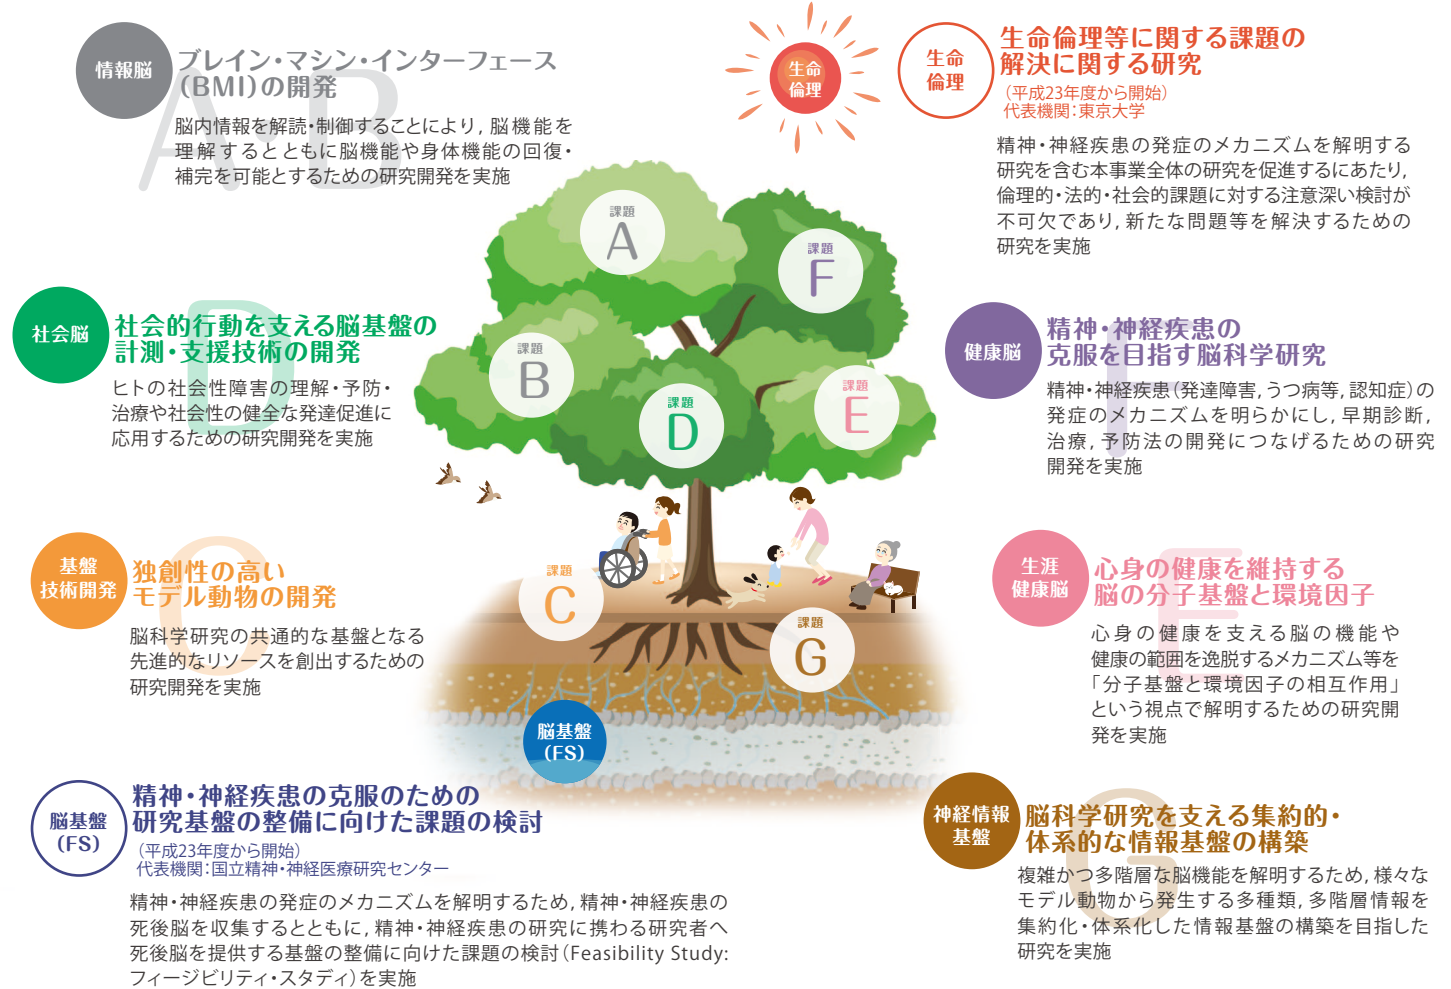 情報脳
ブレイン・マシン・インターフェース
(BMI)の開発
A・B
脳内情報を解読・制御することにより, 脳機能を
理解するとともに脳機能や身体機能の回復・
補完を可能とするための研究開発を実施
生命
倫理
生命
倫理
生命倫理等に関する課題の
解決に関する研究
(平成23年度から開始)
代表機関:東京大学
精神・神経疾患の発症のメカニズムを解明する
研究を含む本事業全体の研究を促進するにあたり,
倫理的・法的・社会的課題に対する注意深い検討が
不可欠であり, 新たな問題等を解決するための
研究を実施
課題
A
課題
F
課題
B
課題
D
課題
E
社会脳
D
社会的行動を支える脳基盤の
計測・支援技術の開発
ヒトの社会性障害の理解・予防・
治療や社会性の健全な発達促進に
応用するための研究開発を実施
健康脳
F
精神・神経疾患の
克服を目指す脳科学研究
精神・神経疾患(発達障害, うつ病等, 認知症)の
発症のメカニズムを明らかにし, 早期診断,
治療, 予防法の開発につなげるための研究
開発を実施
基盤
技術開発
C
独創性の高い
モデル動物の開発
脳科学研究の共通的な基盤となる
先進的なリソースを創出するための
研究開発を実施
課題
C
課題
G
脳基盤
(FS)
生涯
健康脳
E
心身の健康を維持する
脳の分子基盤と環境因子
心身の健康を支える脳の機能や
健康の範囲を逸脱するメカニズム等を
「分子基盤と環境因子の相互作用」
という視点で解明するための研究開
発を実施
脳基盤
(FS)
精神・神経疾患の克服のための
研究基盤の整備に向けた課題の検討
(平成23年度から開始)
代表機関:国立精神・神経医療研究センター
精神・神経疾患の発症のメカニズムを解明するため, 精神・神経疾患の
死後脳を収集するとともに, 精神・神経疾患の研究に携わる研究者へ
死後脳を提供する基盤の整備に向けた課題の検討(Feasibility Study:
フィージビリティ・スタディ)を実施
神経情報
基盤
G
脳科学研究を支える集約的・
体系的な情報基盤の構築
複雑かつ多階層な脳機能を解明するため, 様々な
モデル動物から発生する多種類, 多階層情報を
集約化・体系化した情報基盤の構築を目指した
研究を実施